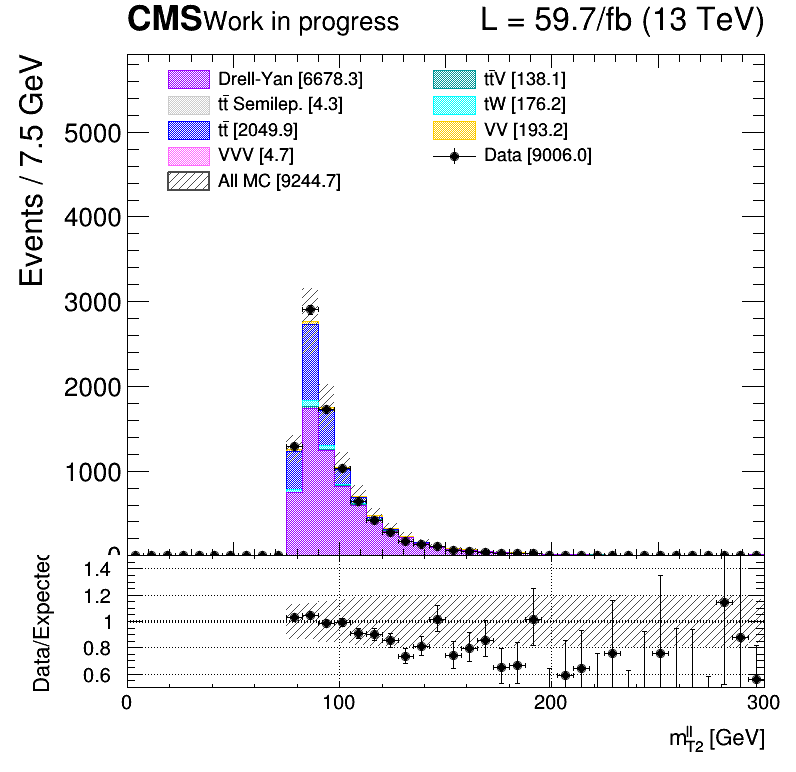 CMS Work in progress L = 59.7/fb (13 TeV)
Events / 7.5 GeV
Drell-Yan [6678.3]
tt̄ Semilep. [4.3]
tt̄ [2049.9]
VVV [4.7]
All MC [9244.7]
tt̄V [138.1]
tW [176.2]
VV [193.2]
Data [9006.0]
5000
4000
3000
2000
1000
0
Data/Expected
1.4
1.2
1
0.8
0.6
0 100 200 300
m_{T2}^{ll} [GeV]